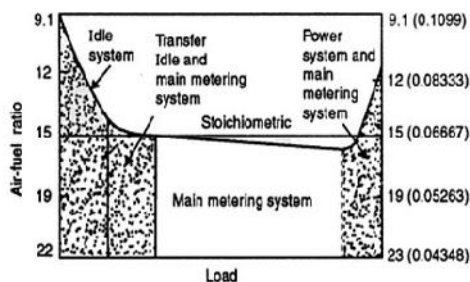 9.1
12
15
19
22
Air-fuel ratio
Idle
system
Transfer
Idle and
main metering
system
Power
system and
main
metering
system
Stoichiometric
Main metering system
9.1 (0.1099)
12 (0.08333)
15 (0.06667)
19 (0.05263)
23 (0.04348)
Load